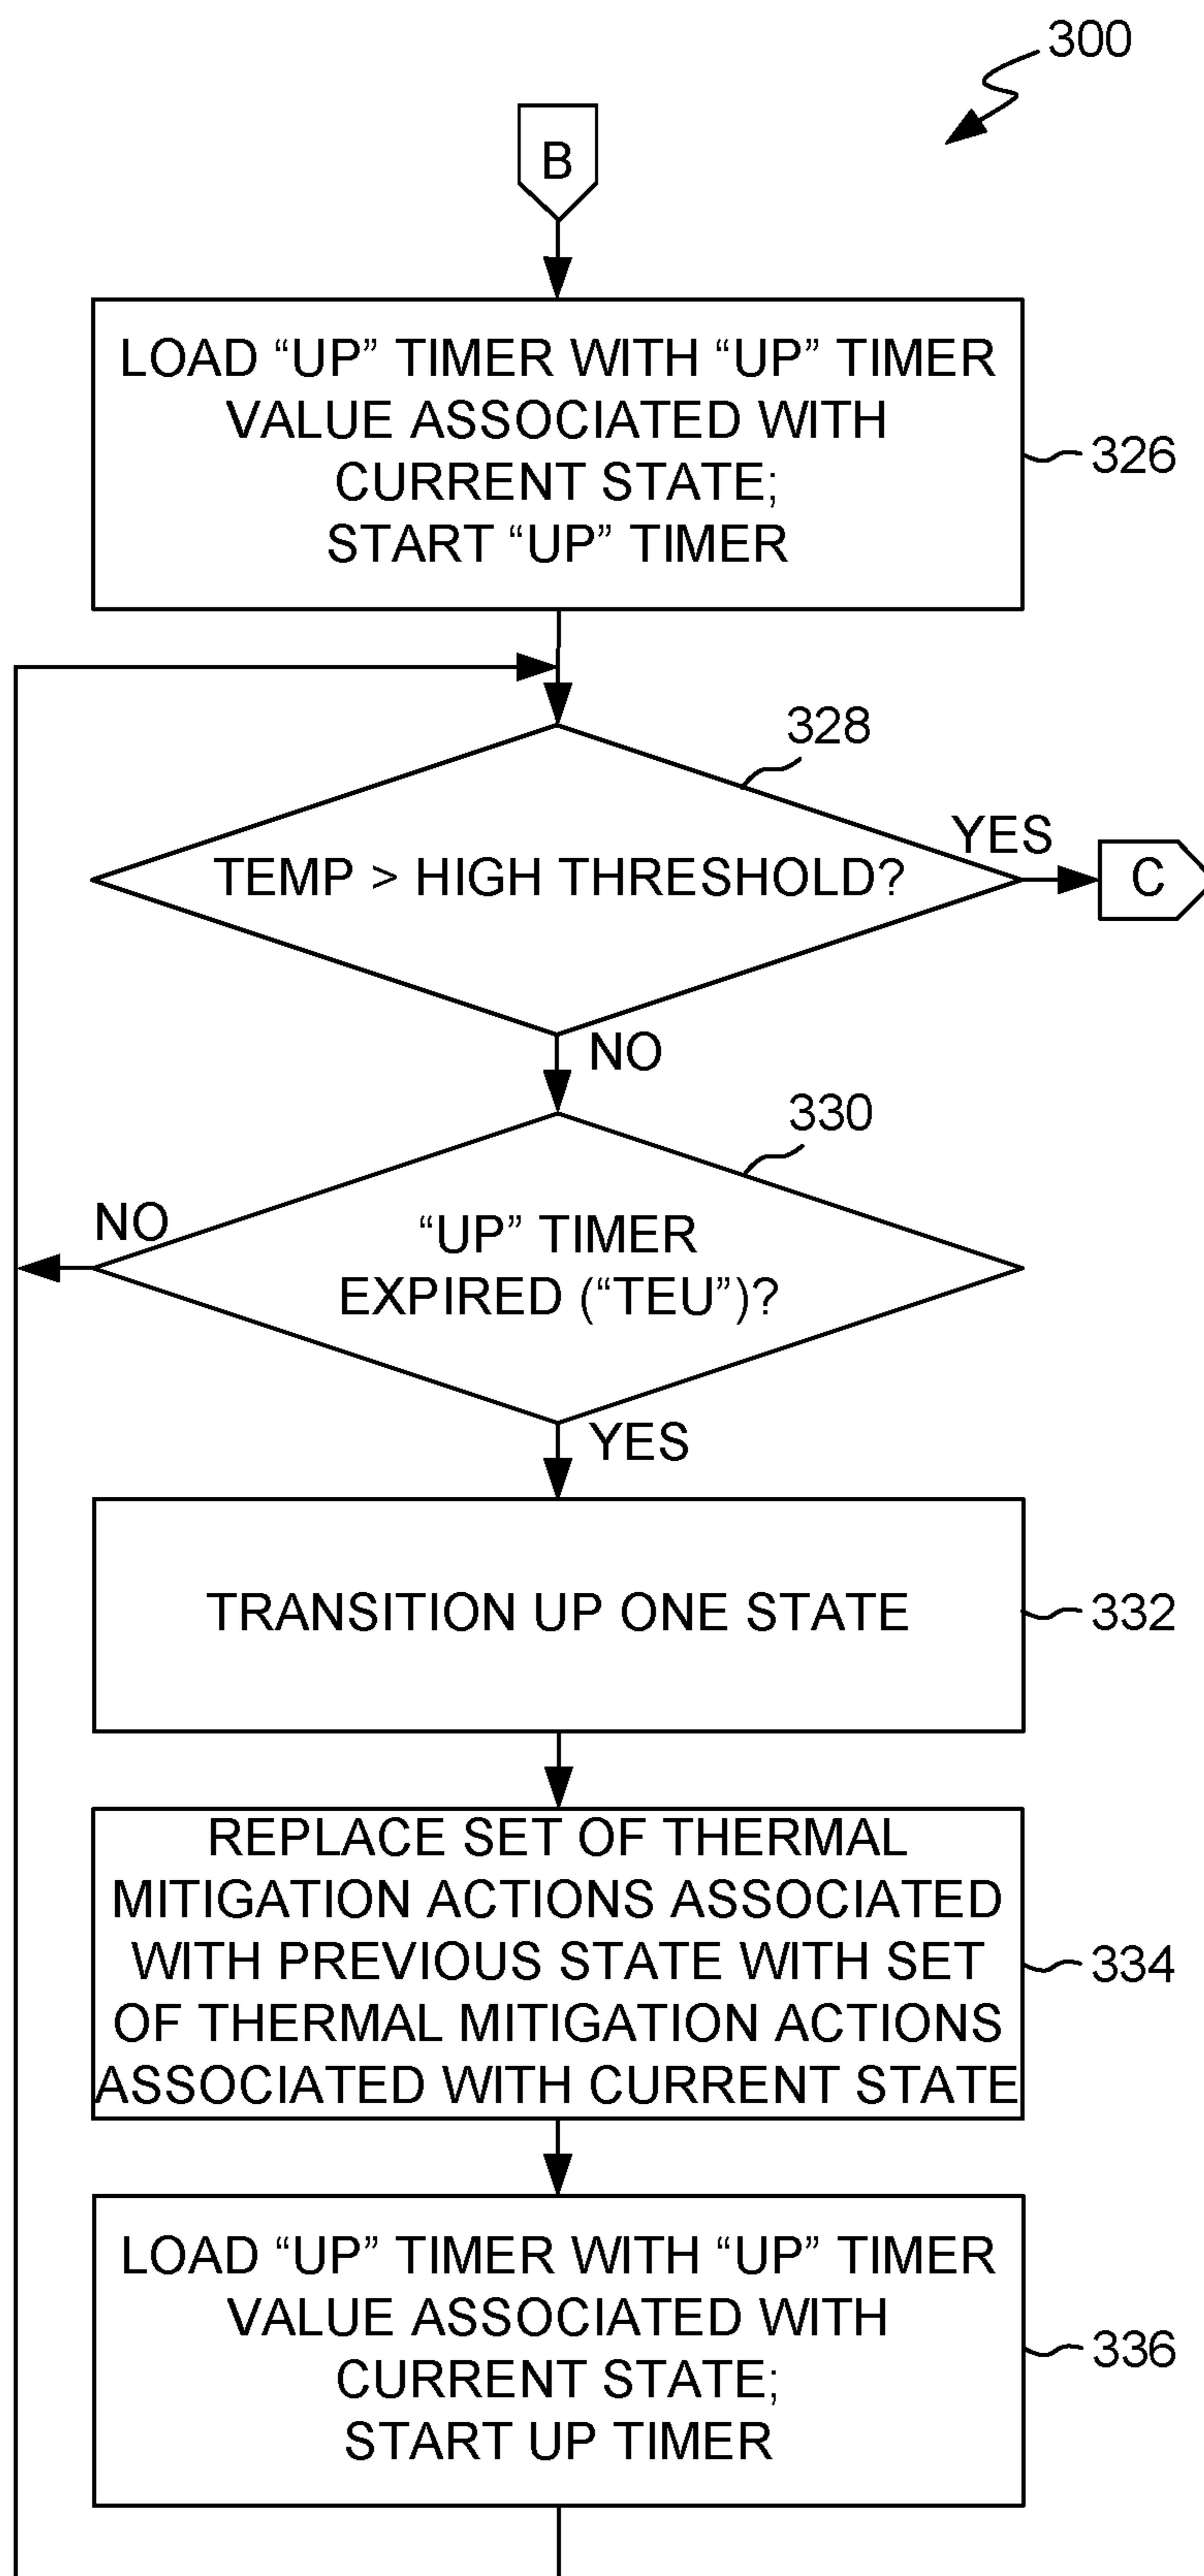 300
B
LOAD “UP” TIMER WITH “UP” TIMER
VALUE ASSOCIATED WITH
CURRENT STATE;
START “UP” TIMER
326
328
TEMP > HIGH THRESHOLD?
YES
C
NO
330
“UP” TIMER
EXPIRED (“TEU”)?
NO
YES
TRANSITION UP ONE STATE
332
REPLACE SET OF THERMAL
MITIGATION ACTIONS ASSOCIATED
WITH PREVIOUS STATE WITH SET
OF THERMAL MITIGATION ACTIONS
ASSOCIATED WITH CURRENT STATE
334
LOAD “UP” TIMER WITH “UP” TIMER
VALUE ASSOCIATED WITH
CURRENT STATE;
START UP TIMER
336